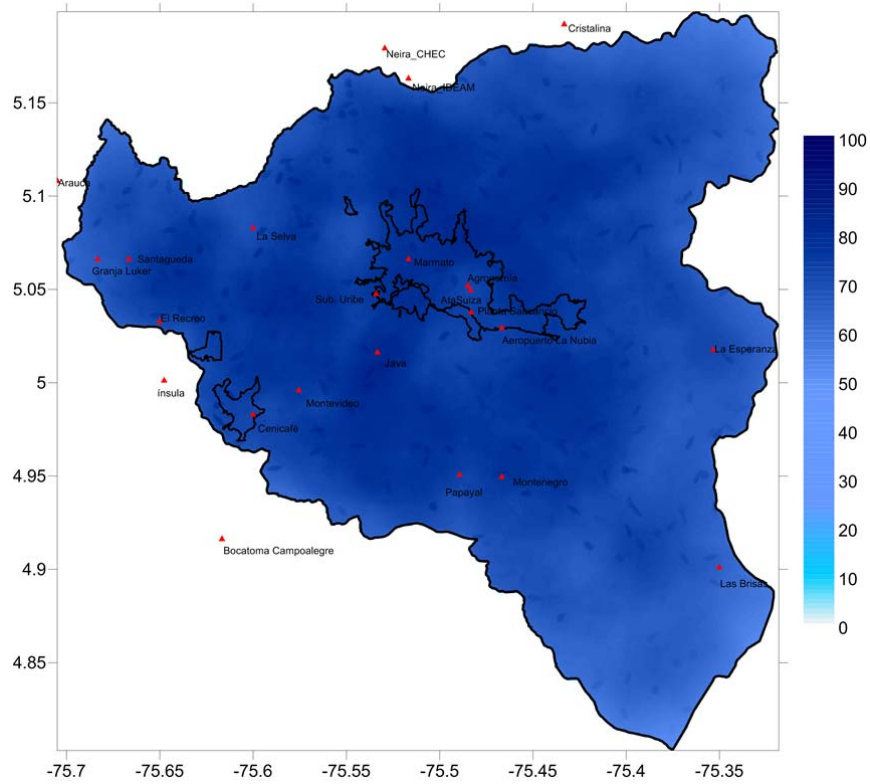 Cristalina
Neira_CHEC
Neira_IDEAM
5.15
100
90
Arauca
5.1
80
La Selva
Marmato
Santagueda
70
Granja Luker
Agronomia
5.05
Sub. Uribe
AlaSuiza
60
El Recreo
Aeropuerto La Nubia
La Esperanza
Java
5
50
ínsula
Montevideo
40
Cenicafé
4.95
30
Papayal
Montenegro
20
Bocatoma Campoalegre
4.9
10
Las Brisas
0
4.85
-75.7
-75.65
-75.6
-75.55
-75.5
-75.45
-75.4
-75.35